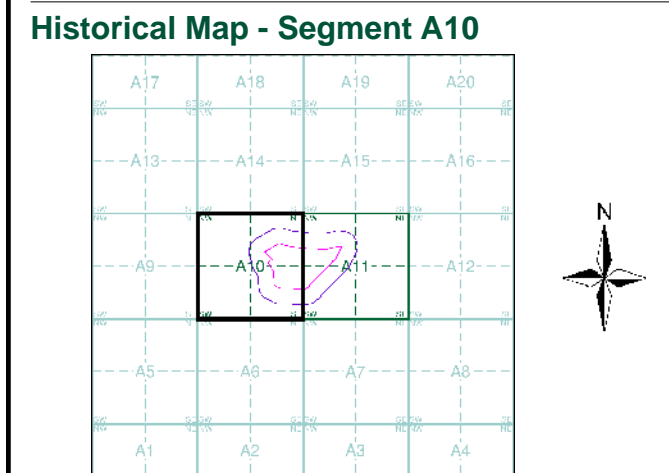 Historical Map - Segment A10
A17 A18 A19 A20
A13 A14 A15 A16
N
A9 A10 A11 A12
A5 A6 A7 A8
A1 A2 A3 A4